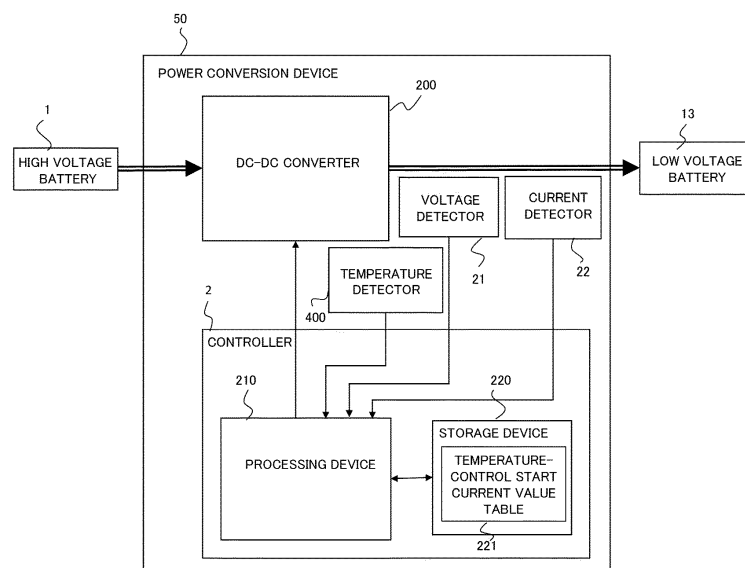 50
POWER CONVERSION DEVICE
200
1
HIGH VOLTAGE
BATTERY
DC-DC CONVERTER
13
LOW VOLTAGE
BATTERY
VOLTAGE
DETECTOR
21
CURRENT
DETECTOR
22
TEMPERATURE
DETECTOR
400
2
CONTROLLER
210
PROCESSING DEVICE
220
STORAGE DEVICE
TEMPERATURE-
CONTROL START
CURRENT VALUE
TABLE
221